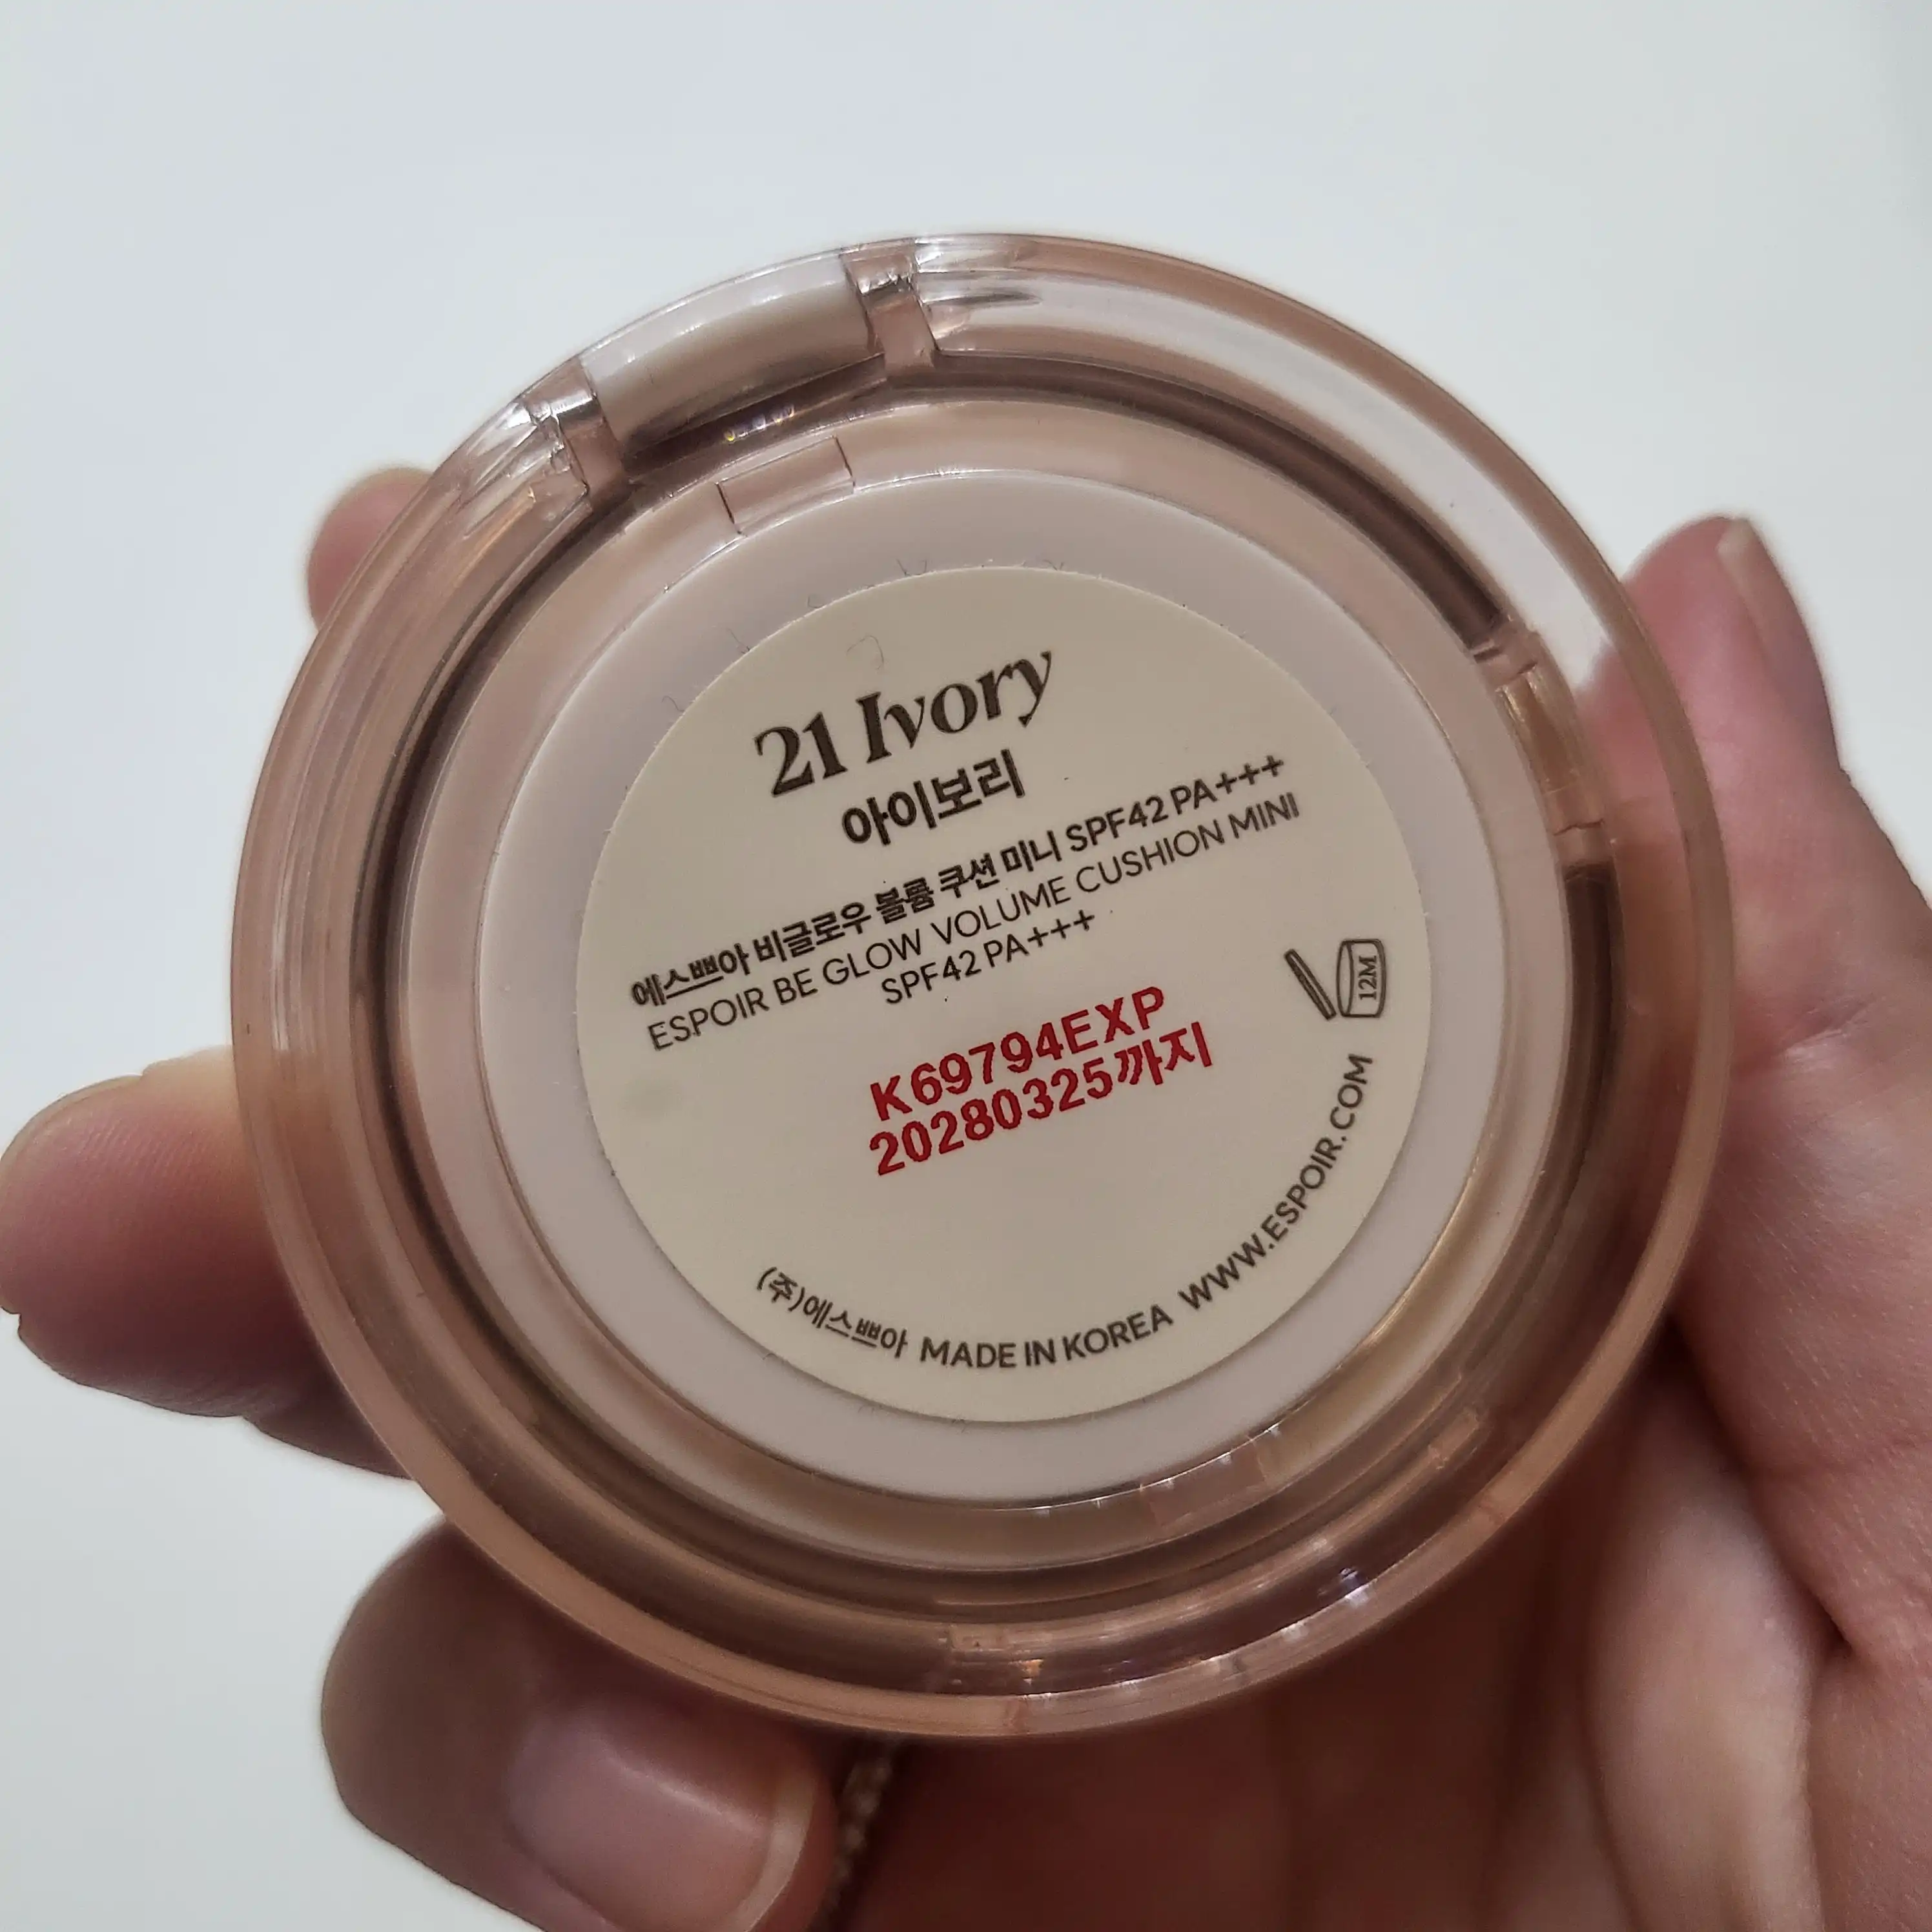 21 Ivory
아이보리
에스쁘아 비글로우 볼륨 쿠션 미니 SPF42 PA+++
ESPOIR BE GLOW VOLUME CUSHION MINI
SPF42 PA+++
12M
K69794EXP
20280325까지
(주)에스쁘아 MADE IN KOREA WWW.ESPOIR.COM